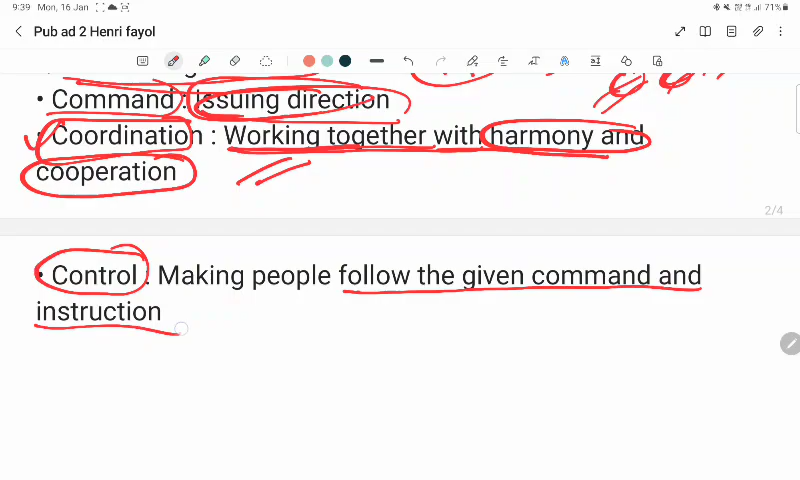 9:39 Mon, 16 Jan 71%
Pub ad 2 Henri fayol
• Command : Issuing direction
• Coordination : Working together with harmony and
cooperation
2/4
• Control : Making people follow the given command and
instruction